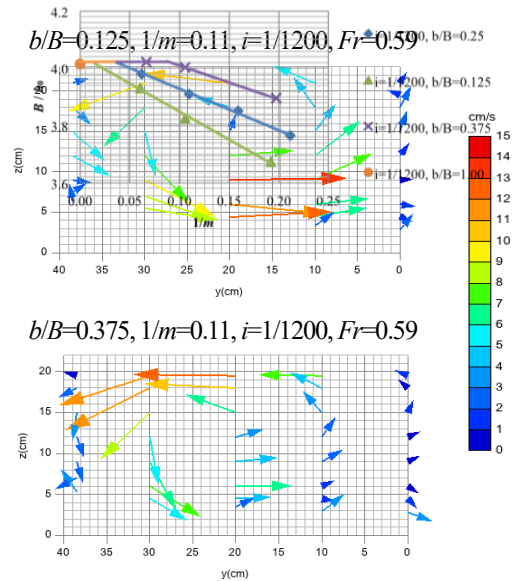 4.2
b/B=0.125, 1/m=0.11, i=1/1200, Fr=0.59
i=1/1200, b/B=0.25
4.0
i=1/1200, b/B=0.125
15
3.8
i=1/1200, b/B=0.375
z(cm)
10
3.6
i=1/1200, b/B=1.00
0.00 0.05 0.10 0.15 0.20 0.25
5
1/m
0
40 35 30 25 20 15 10 5 0
y(cm)
cm/s
15
14
13
12
11
10
9
8
7
6
5
4
3
2
1
0
b/B=0.375, 1/m=0.11, i=1/1200, Fr=0.59
20
15
z(cm)
10
5
0
40 35 30 25 20 15 10 5 0
y(cm)